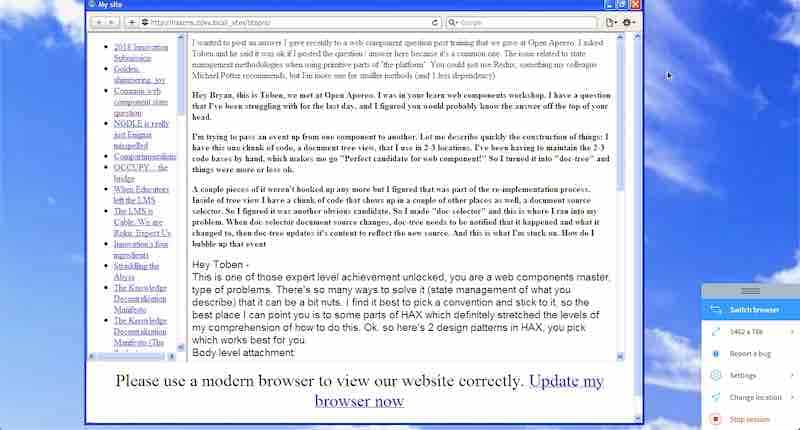 My site
Google
2018 Innovation
Submission
Golden,
shimmering, joy
Common web
component state
question
NGDLE is really
just Enigma
misspelled
Compartmentalism
OCCUPY... the
bridge
When Educators
left the LMS
The LMS is
Cable. We are
Roku. Expert Us
Innovation's four
ingredients
Straddling the
Abyss
The Knowledge
Decentralization
Manifesto
The Knowledge
Decentralization
Manifesto (The
I wanted to post an answer I gave recently to a web component question post training that we gave at Open Apereo. I asked
Toben and he said it was ok if I posted the question / answer here because it's a common one. The issue related to state
management methodologies when using primitive parts of "the platform". You could just use Redux, something my colleague
Michael Potter recommends, but I'm more one for smaller methods (and 1 less dependency)
Hey Bryan, this is Toben, we met at Open Apereo. I was in your learn web components workshop. I have a question
that I've been struggling with for the last day, and I figured you would probably know the answer off the top of your
head.
I'm trying to pass an event up from one component to another. Let me describe quickly the construction of things: I
have this one chunk of code, a document tree view, that I use in 2-3 locations. I've been having to maintain the 2-3
code bases by hand, which makes me go "Perfect candidate for web component!" So I turned it into "doc-tree" and
things were more or less ok.
A couple pieces of it weren't hooked up any more but I figured that was part of the re-implementation process.
Inside of tree view I have a chunk of code that shows up in a couple of other places as well, a document source
selector. So I figured it was another obvious candidate. So I made "doc-selector" and this is where I ran into my
problem. When doc-selector document source changes, doc-tree needs to be notified that it happened and what it
changed to, then doc-tree updates it's content to reflect the new source. And this is what I'm stuck on. How do I
bubble up that event
Hey Toben -
This is one of those expert level achievement unlocked, you are a web components master,
type of problems. There's so many ways to solve it (state management of what you
describe) that it can be a bit nuts. I find it best to pick a convention and stick to it, so the
best place I can point you is to some parts of HAX which definitely stretched the levels of
my comprehension of how to do this. Ok, so here's 2 design patterns in HAX, you pick
which works best for you.
Body level attachment
Please use a modern browser to view our website correctly. Update my
browser now
Switch browser
Report a bug
Settings
Change location
Stop session